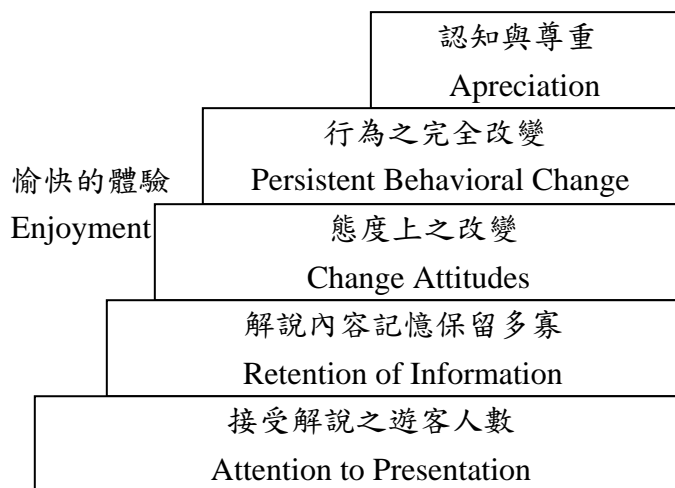 認知與尊重
Apreciation
行為之完全改變
Persistent Behavioral Change
愉快的體驗
Enjoyment
態度上之改變
Change Attitudes
解說內容記憶保留多寡
Retention of Information
接受解說之遊客人數
Attention to Presentation